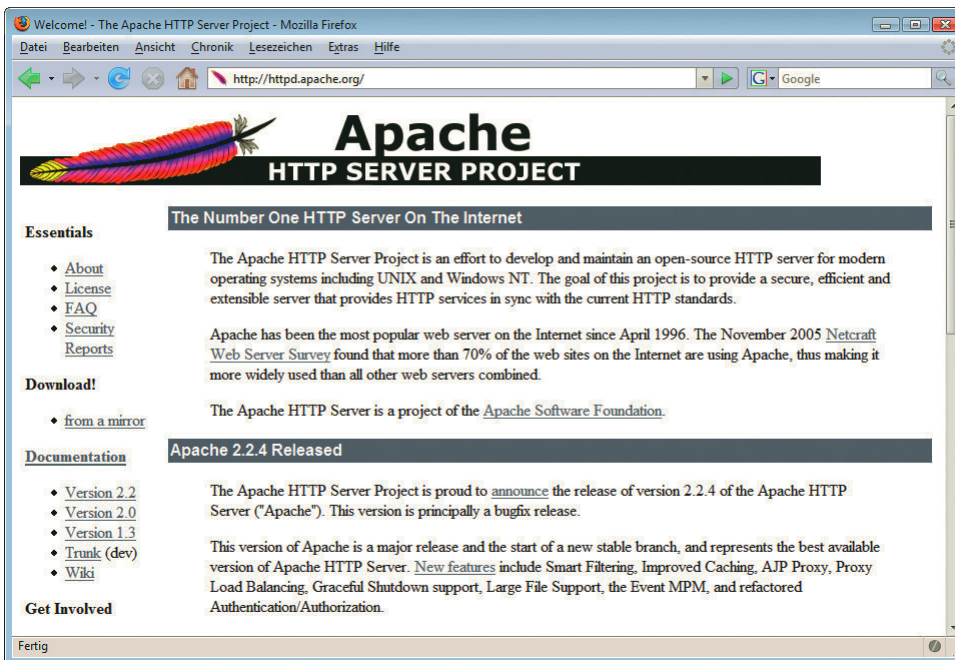 Welcome! - The Apache HTTP Server Project - Mozilla Firefox
Datei Bearbeiten Ansicht Chronik Lesezeichen Extras Hilfe
http://httpd.apache.org/ G Google
Apache
HTTP SERVER PROJECT
Essentials
About
License
FAQ
Security
Reports
Download!
from a mirror
Documentation
Version 2.2
Version 2.0
Version 1.3
Trunk (dev)
Wiki
Get Involved
The Number One HTTP Server On The Internet
The Apache HTTP Server Project is an effort to develop and maintain an open-source HTTP server for modern
operating systems including UNIX and Windows NT. The goal of this project is to provide a secure, efficient and
extensible server that provides HTTP services in sync with the current HTTP standards.
Apache has been the most popular web server on the Internet since April 1996. The November 2005 Netcraft
Web Server Survey found that more than 70% of the web sites on the Internet are using Apache, thus making it
more widely used than all other web servers combined.
The Apache HTTP Server is a project of the Apache Software Foundation.
Apache 2.2.4 Released
The Apache HTTP Server Project is proud to announce the release of version 2.2.4 of the Apache HTTP
Server ("Apache"). This version is principally a bugfix release.
This version of Apache is a major release and the start of a new stable branch, and represents the best available
version of Apache HTTP Server. New features include Smart Filtering, Improved Caching, AJP Proxy, Proxy
Load Balancing, Graceful Shutdown support, Large File Support, the Event MPM, and refactored
Authentication/Authorization.
Fertig